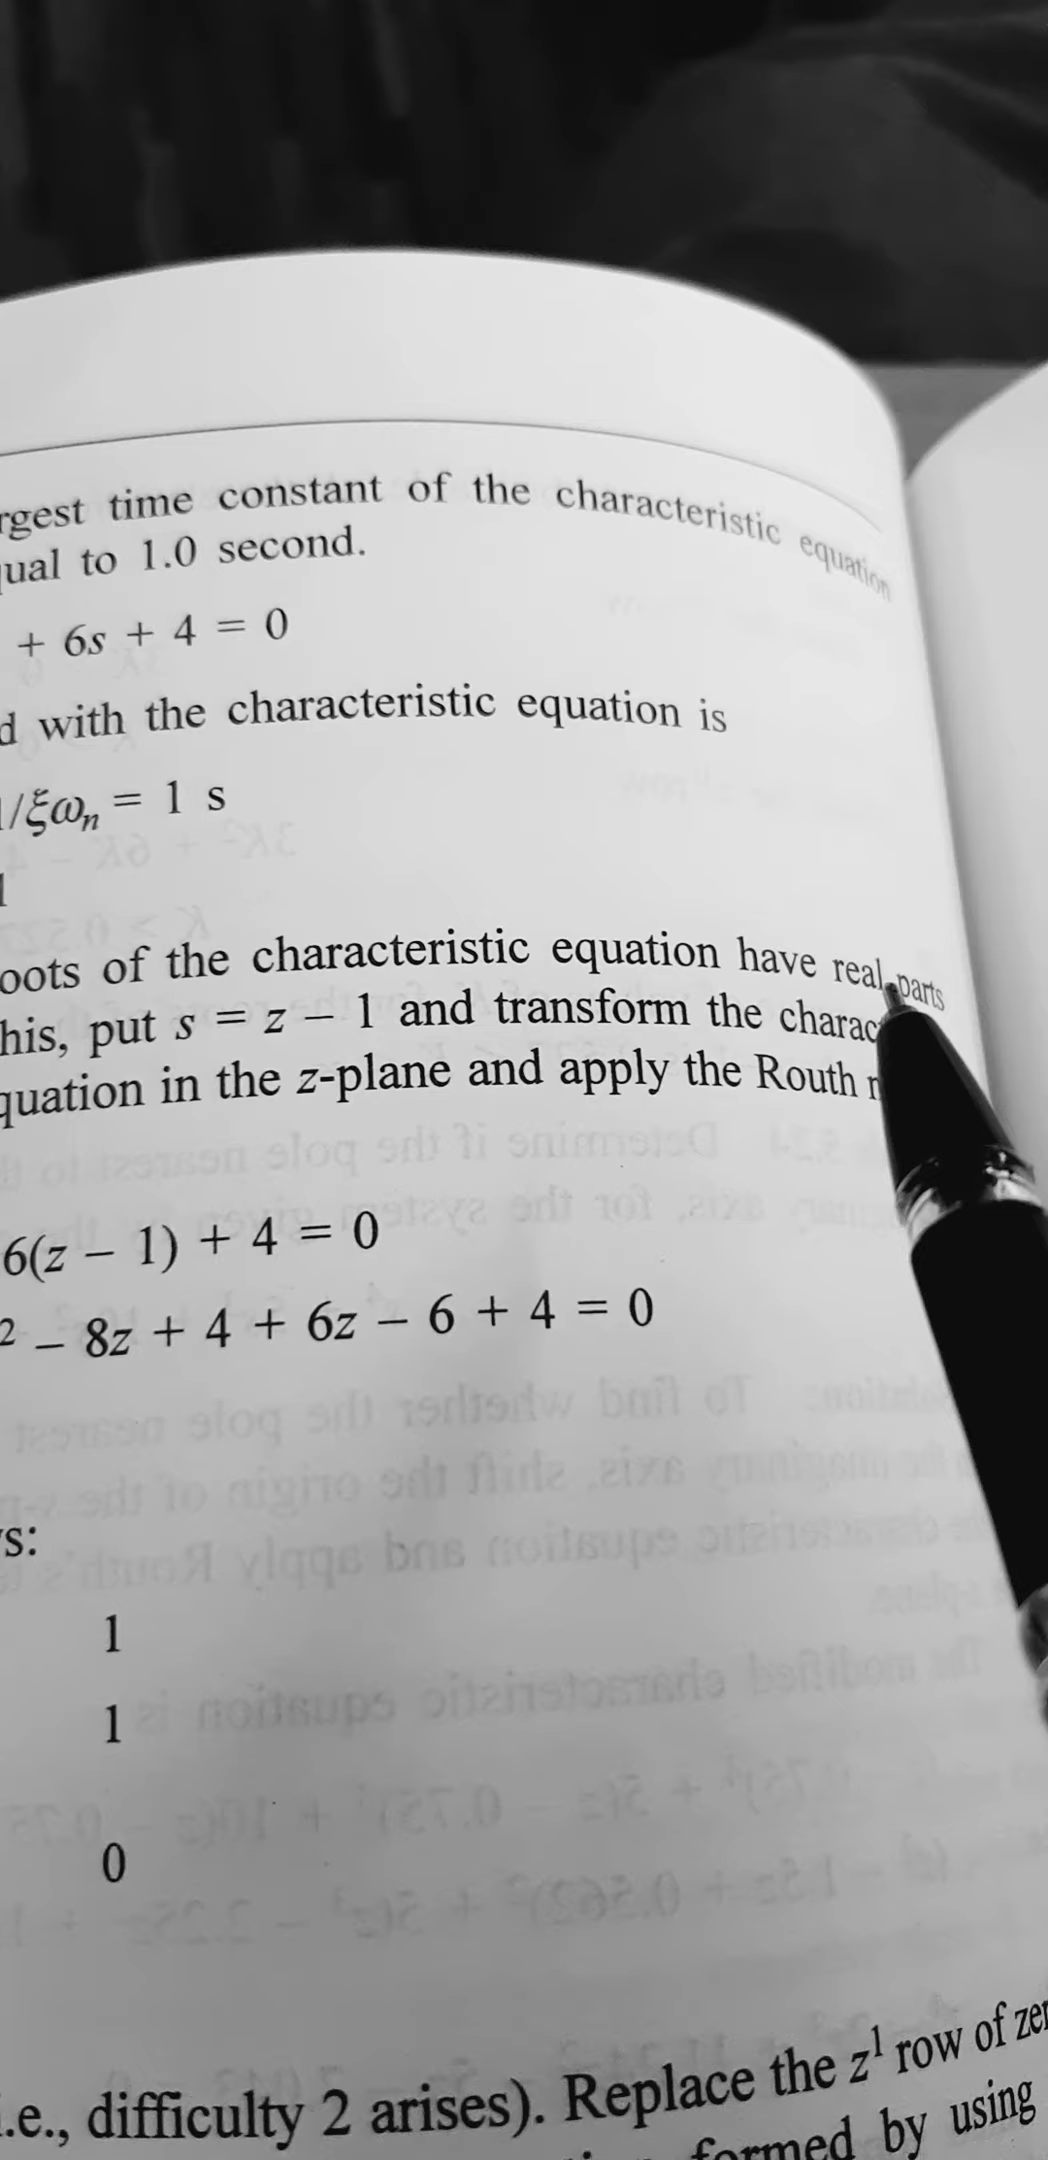 rgest time constant of the characteristic equation
ual to 1.0 second.
+ 6s + 4 = 0
d with the characteristic equation is
1/ξωₙ = 1 s
oots of the characteristic equation have real parts
his, put s = z − 1 and transform the charac
quation in the z-plane and apply the Routh
6(z − 1) + 4 = 0
² − 8z + 4 + 6z − 6 + 4 = 0
s:
1
1
0
i.e., difficulty 2 arises). Replace the z¹ row of zer
formed by using